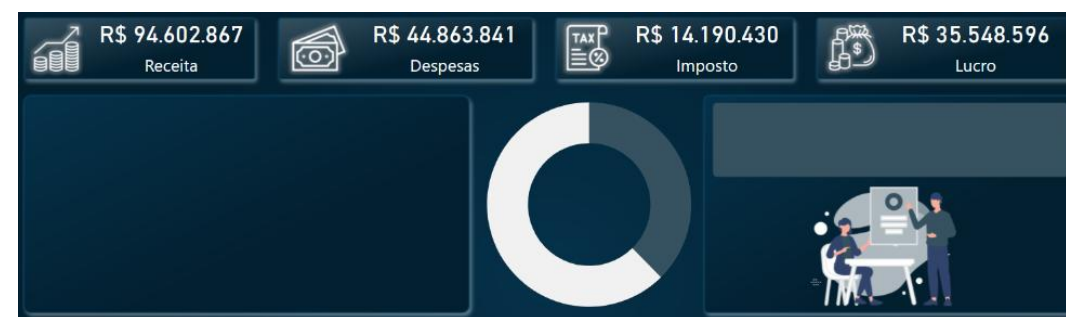 R$ 94.602.867
Receita
R$ 44.863.841
Despesas
TAX
R$ 14.190.430
Imposto
$
R$ 35.548.596
Lucro